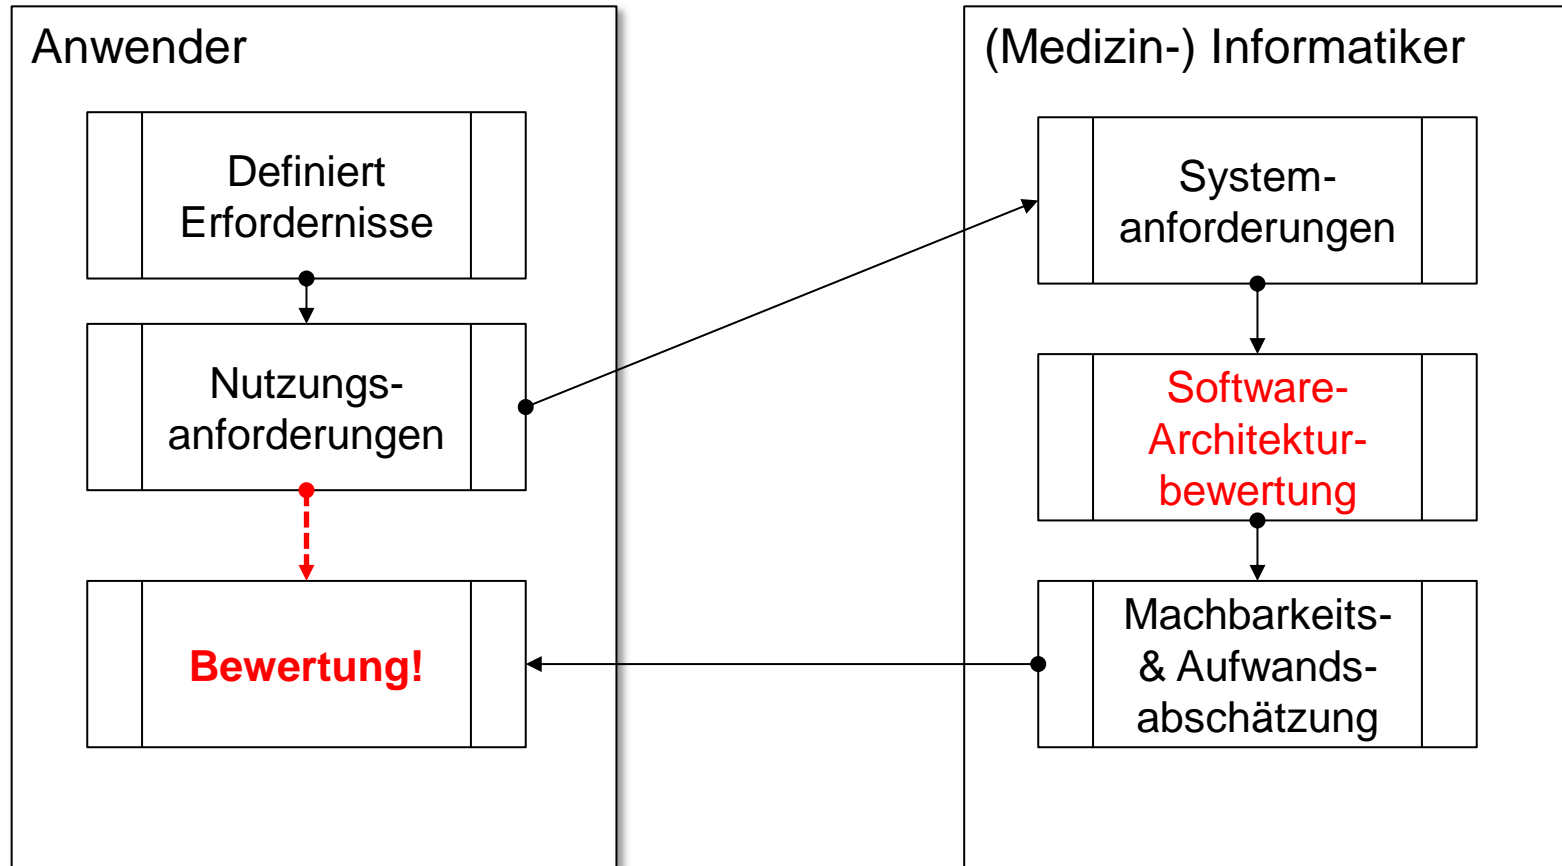 Anwender
Definiert
Erfordernisse
Nutzungs-
anforderungen
Bewertung!
(Medizin-) Informatiker
System-
anforderungen
Software-
Architektur-
bewertung
Machbarkeits-
& Aufwands-
abschätzung